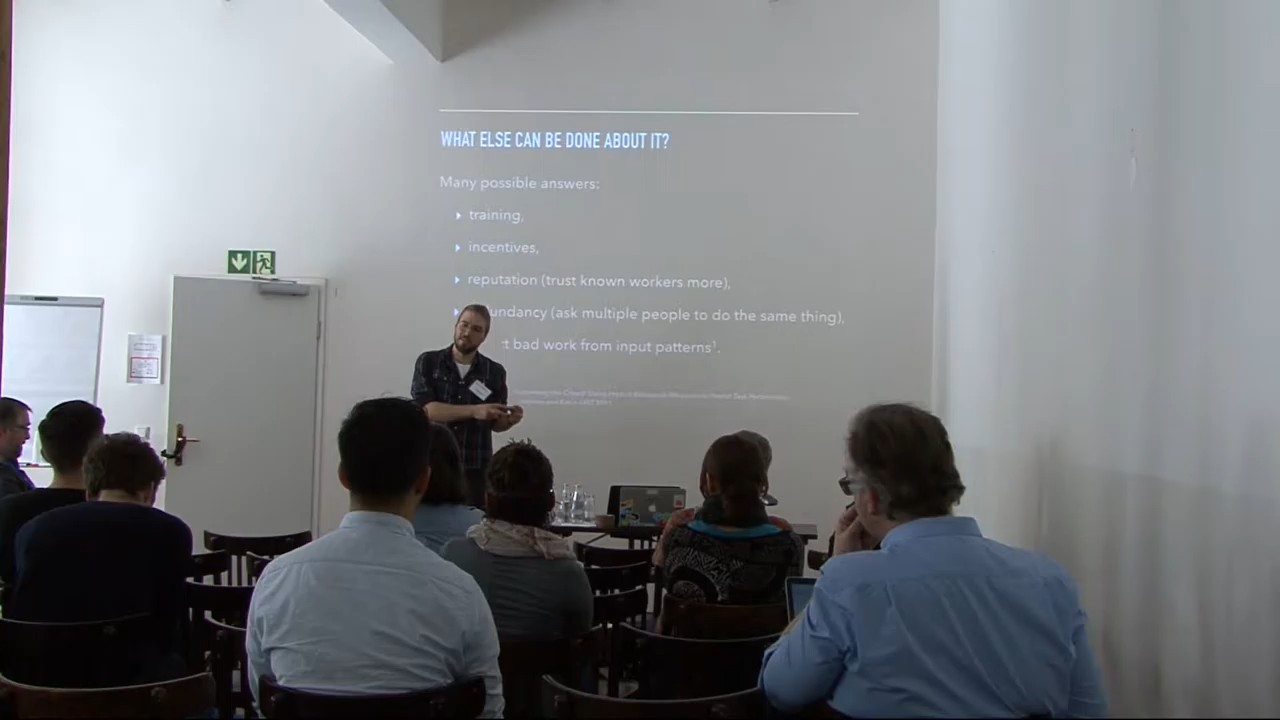 WHAT ELSE CAN BE DONE ABOUT IT?
Many possible answers:
training,
incentives,
reputation (trust known workers more),
undancy (ask multiple people to do the same thing),
t bad work from input patterns¹.